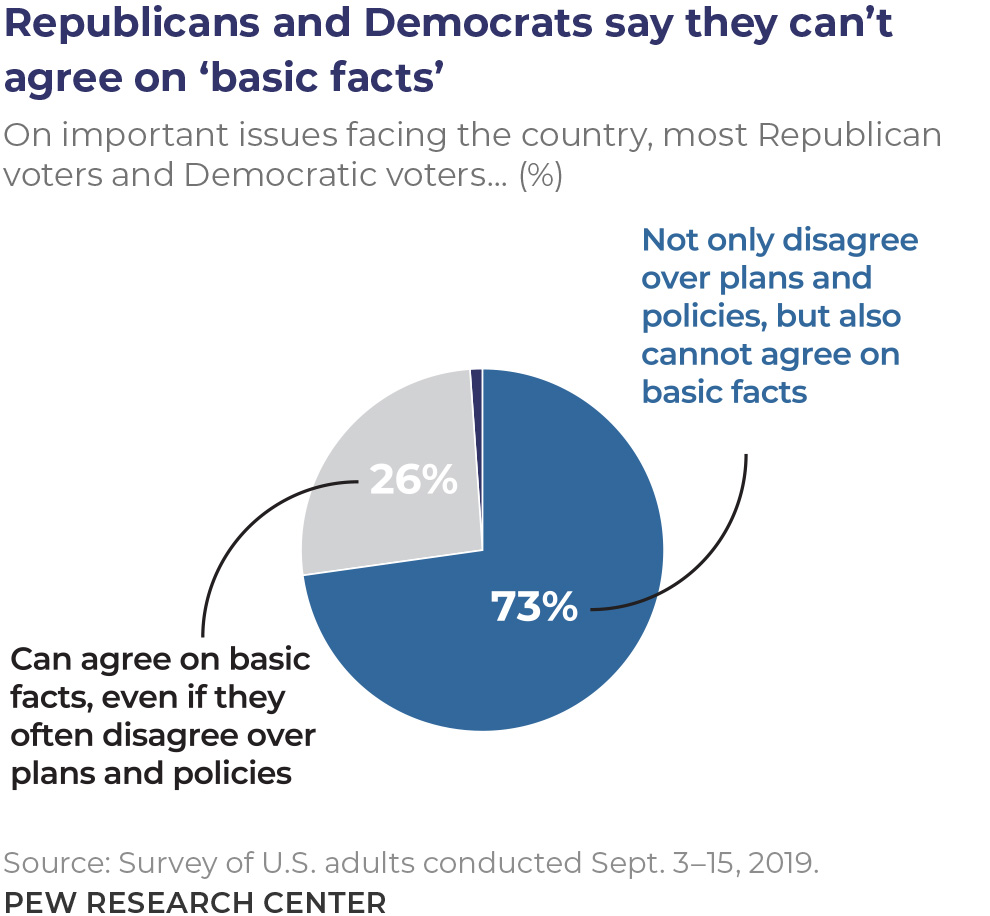 Republicans and Democrats say they can’t
agree on ‘basic facts’
On important issues facing the country, most Republican
voters and Democratic voters... (%)
Not only disagree
over plans and
policies, but also
cannot agree on
basic facts
26%
73%
Can agree on basic
facts, even if they
often disagree over
plans and policies
Source: Survey of U.S. adults conducted Sept. 3–15, 2019.
PEW RESEARCH CENTER